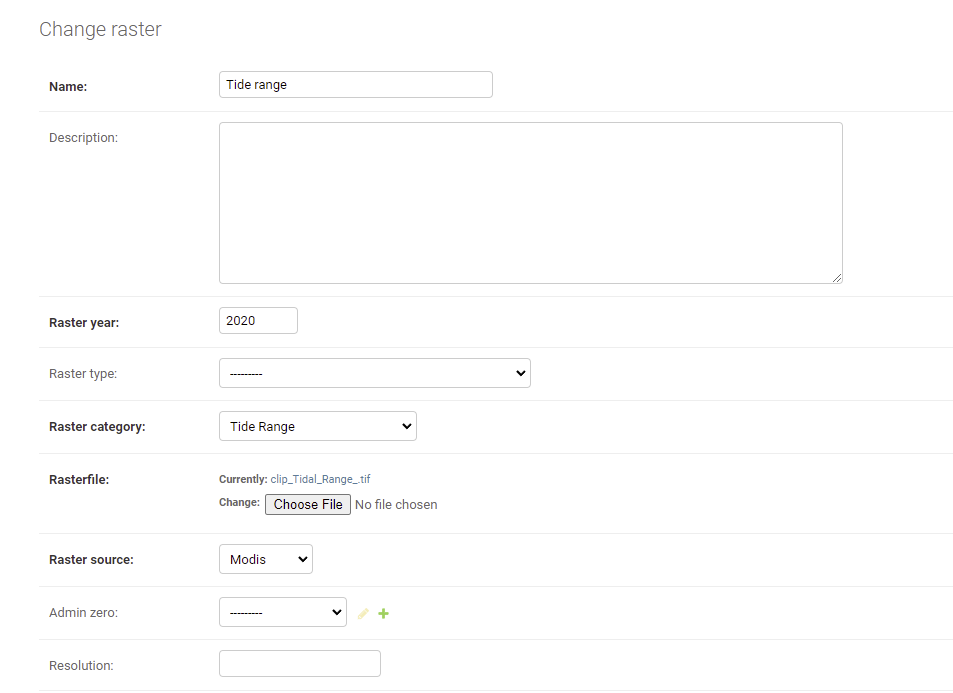 Change raster
Name: Tide range
Description:
Raster year: 2020
Raster type: ---------
Raster category: Tide Range
Rasterfile: Currently: clip_Tidal_Range_.tif
Change: Choose File No file chosen
Raster source: Modis
Admin zero: ---------
Resolution: